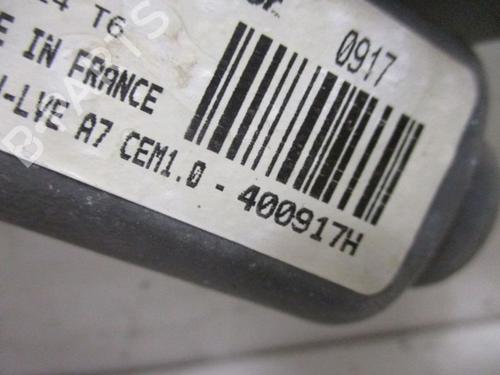 T6
0917
IN FRANCE
-LVE A7 CEM1.0 - 400917H